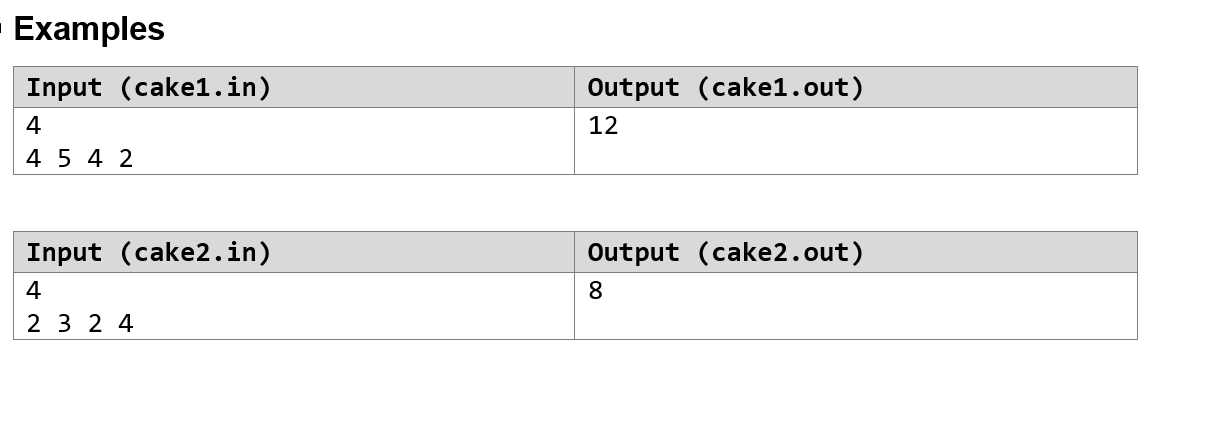 Examples
Input (cake1.in) Output (cake1.out)
4 12
4 5 4 2
Input (cake2.in) Output (cake2.out)
4 8
2 3 2 4